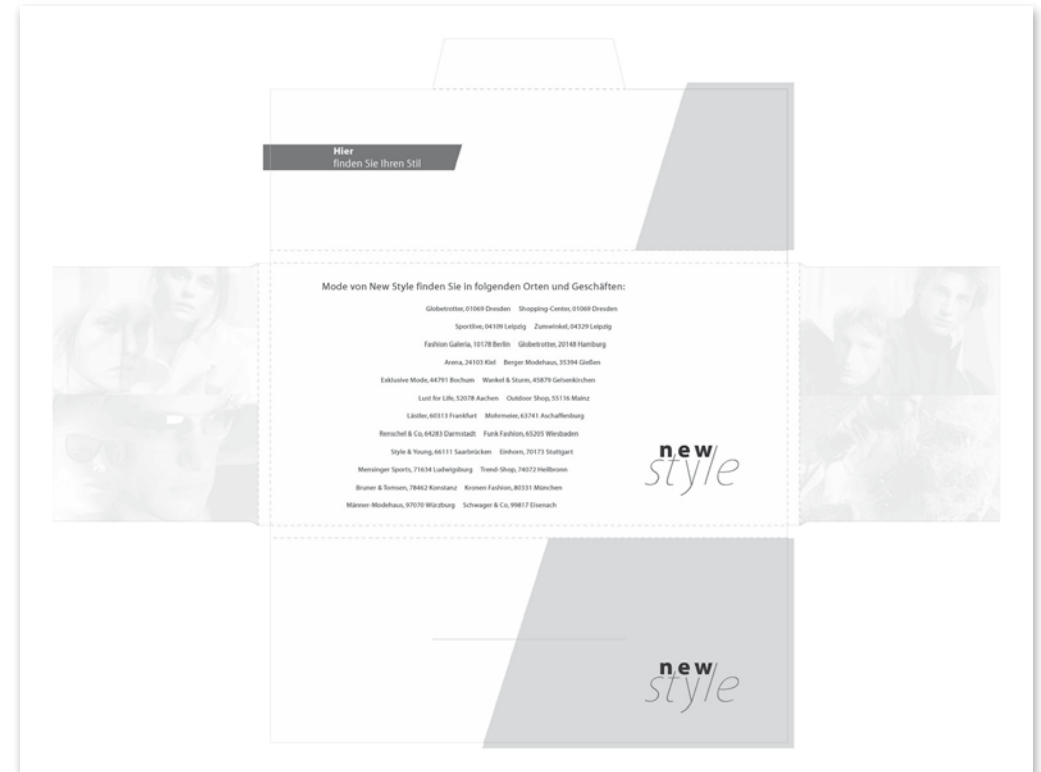 Hier
finden Sie Ihren Stil
Mode von New Style finden Sie in folgenden Orten und Geschäften:
Globetrotter, 01069 Dresden Shopping-Center, 01069 Dresden
Sportlive, 04109 Leipzig Zumwinkel, 04329 Leipzig
Fashion Galeria, 10178 Berlin Globetrotter, 20148 Hamburg
Arena, 24103 Kiel Berger Modehaus, 35394 Gießen
Exklusive Mode, 44791 Bochum Wankel & Sturm, 45879 Gelsenkirchen
Lust for Life, 52078 Aachen Outdoor Shop, 55116 Mainz
Lästler, 60313 Frankfurt Mohrmeier, 63741 Aschaffenburg
Renschel & Co, 64283 Darmstadt Funk Fashion, 65205 Wiesbaden
Style & Young, 66111 Saarbrücken Einhorn, 70173 Stuttgart
Mensinger Sports, 71634 Ludwigsburg Trend-Shop, 74072 Heilbronn
Bruner & Tomsen, 78462 Konstanz Kronen Fashion, 80331 München
Männer-Modehaus, 97070 Würzburg Schwager & Co, 99817 Eisenach
new
style
new
style